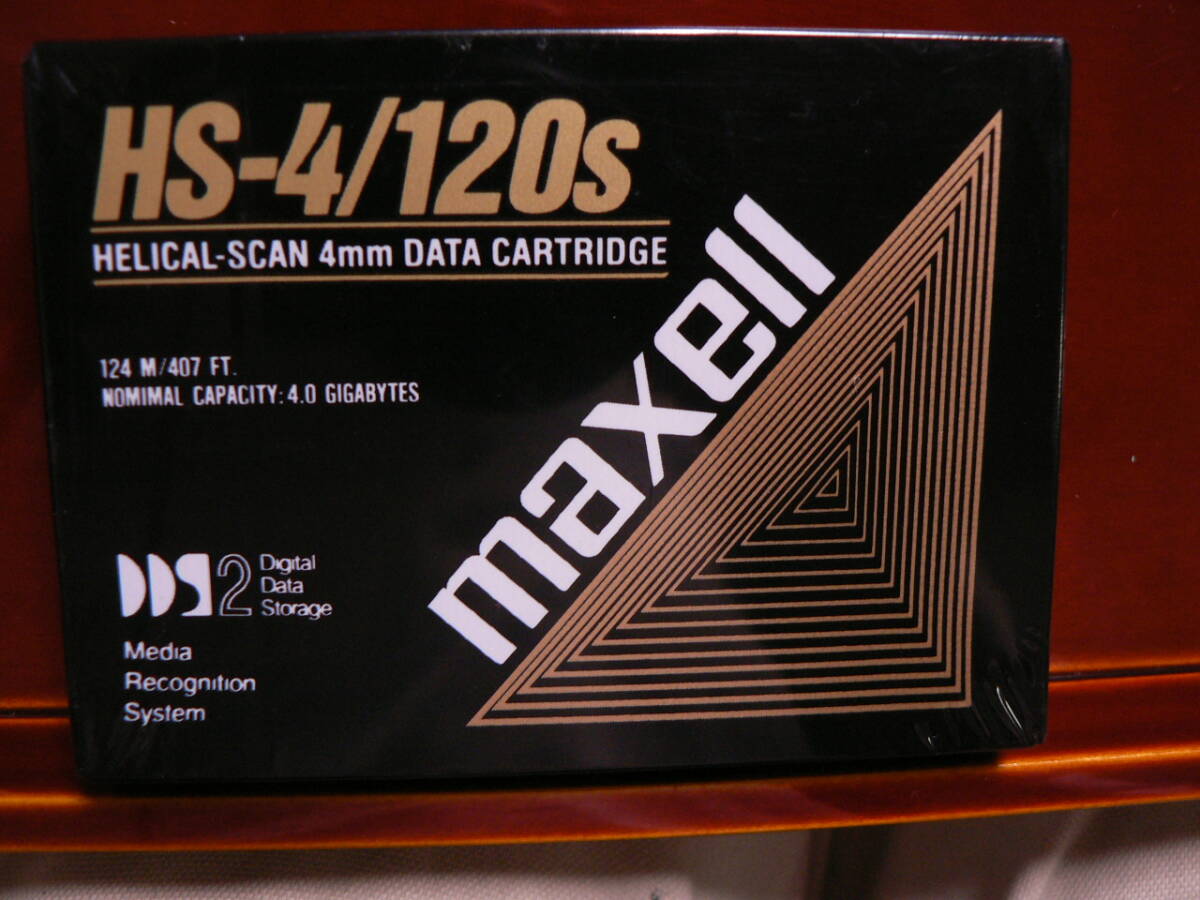 HS-4/120s
HELICAL-SCAN 4mm DATA CARTRIDGE
124 M/407 FT.
NOMIMAL CAPACITY: 4.0 GIGABYTES
maxell
DDS2 Digital
Data
Storage
Media
Recognition
System